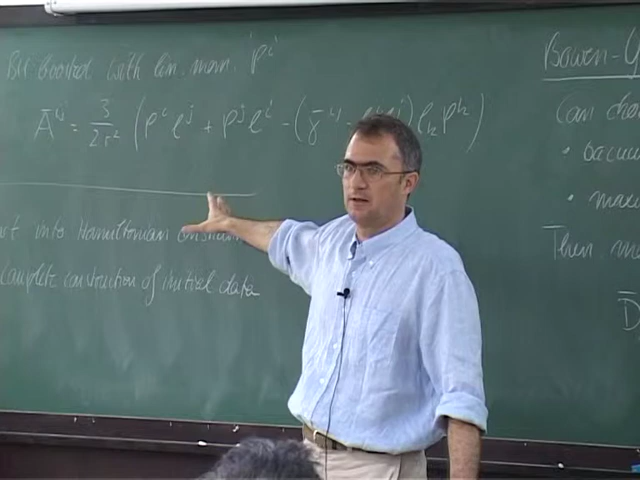 BH boosted with lin. mom. P^i
Ā^{ij} = 3/2r² ( P^i l^j + P^j l^i - ( γ̄^{ij} - l^i l^j ) l_k P^k )
into Hamiltonian
complete construction of initial data
Bowen-Y
Can cho
• vacuu
• maxi
Then
D̄